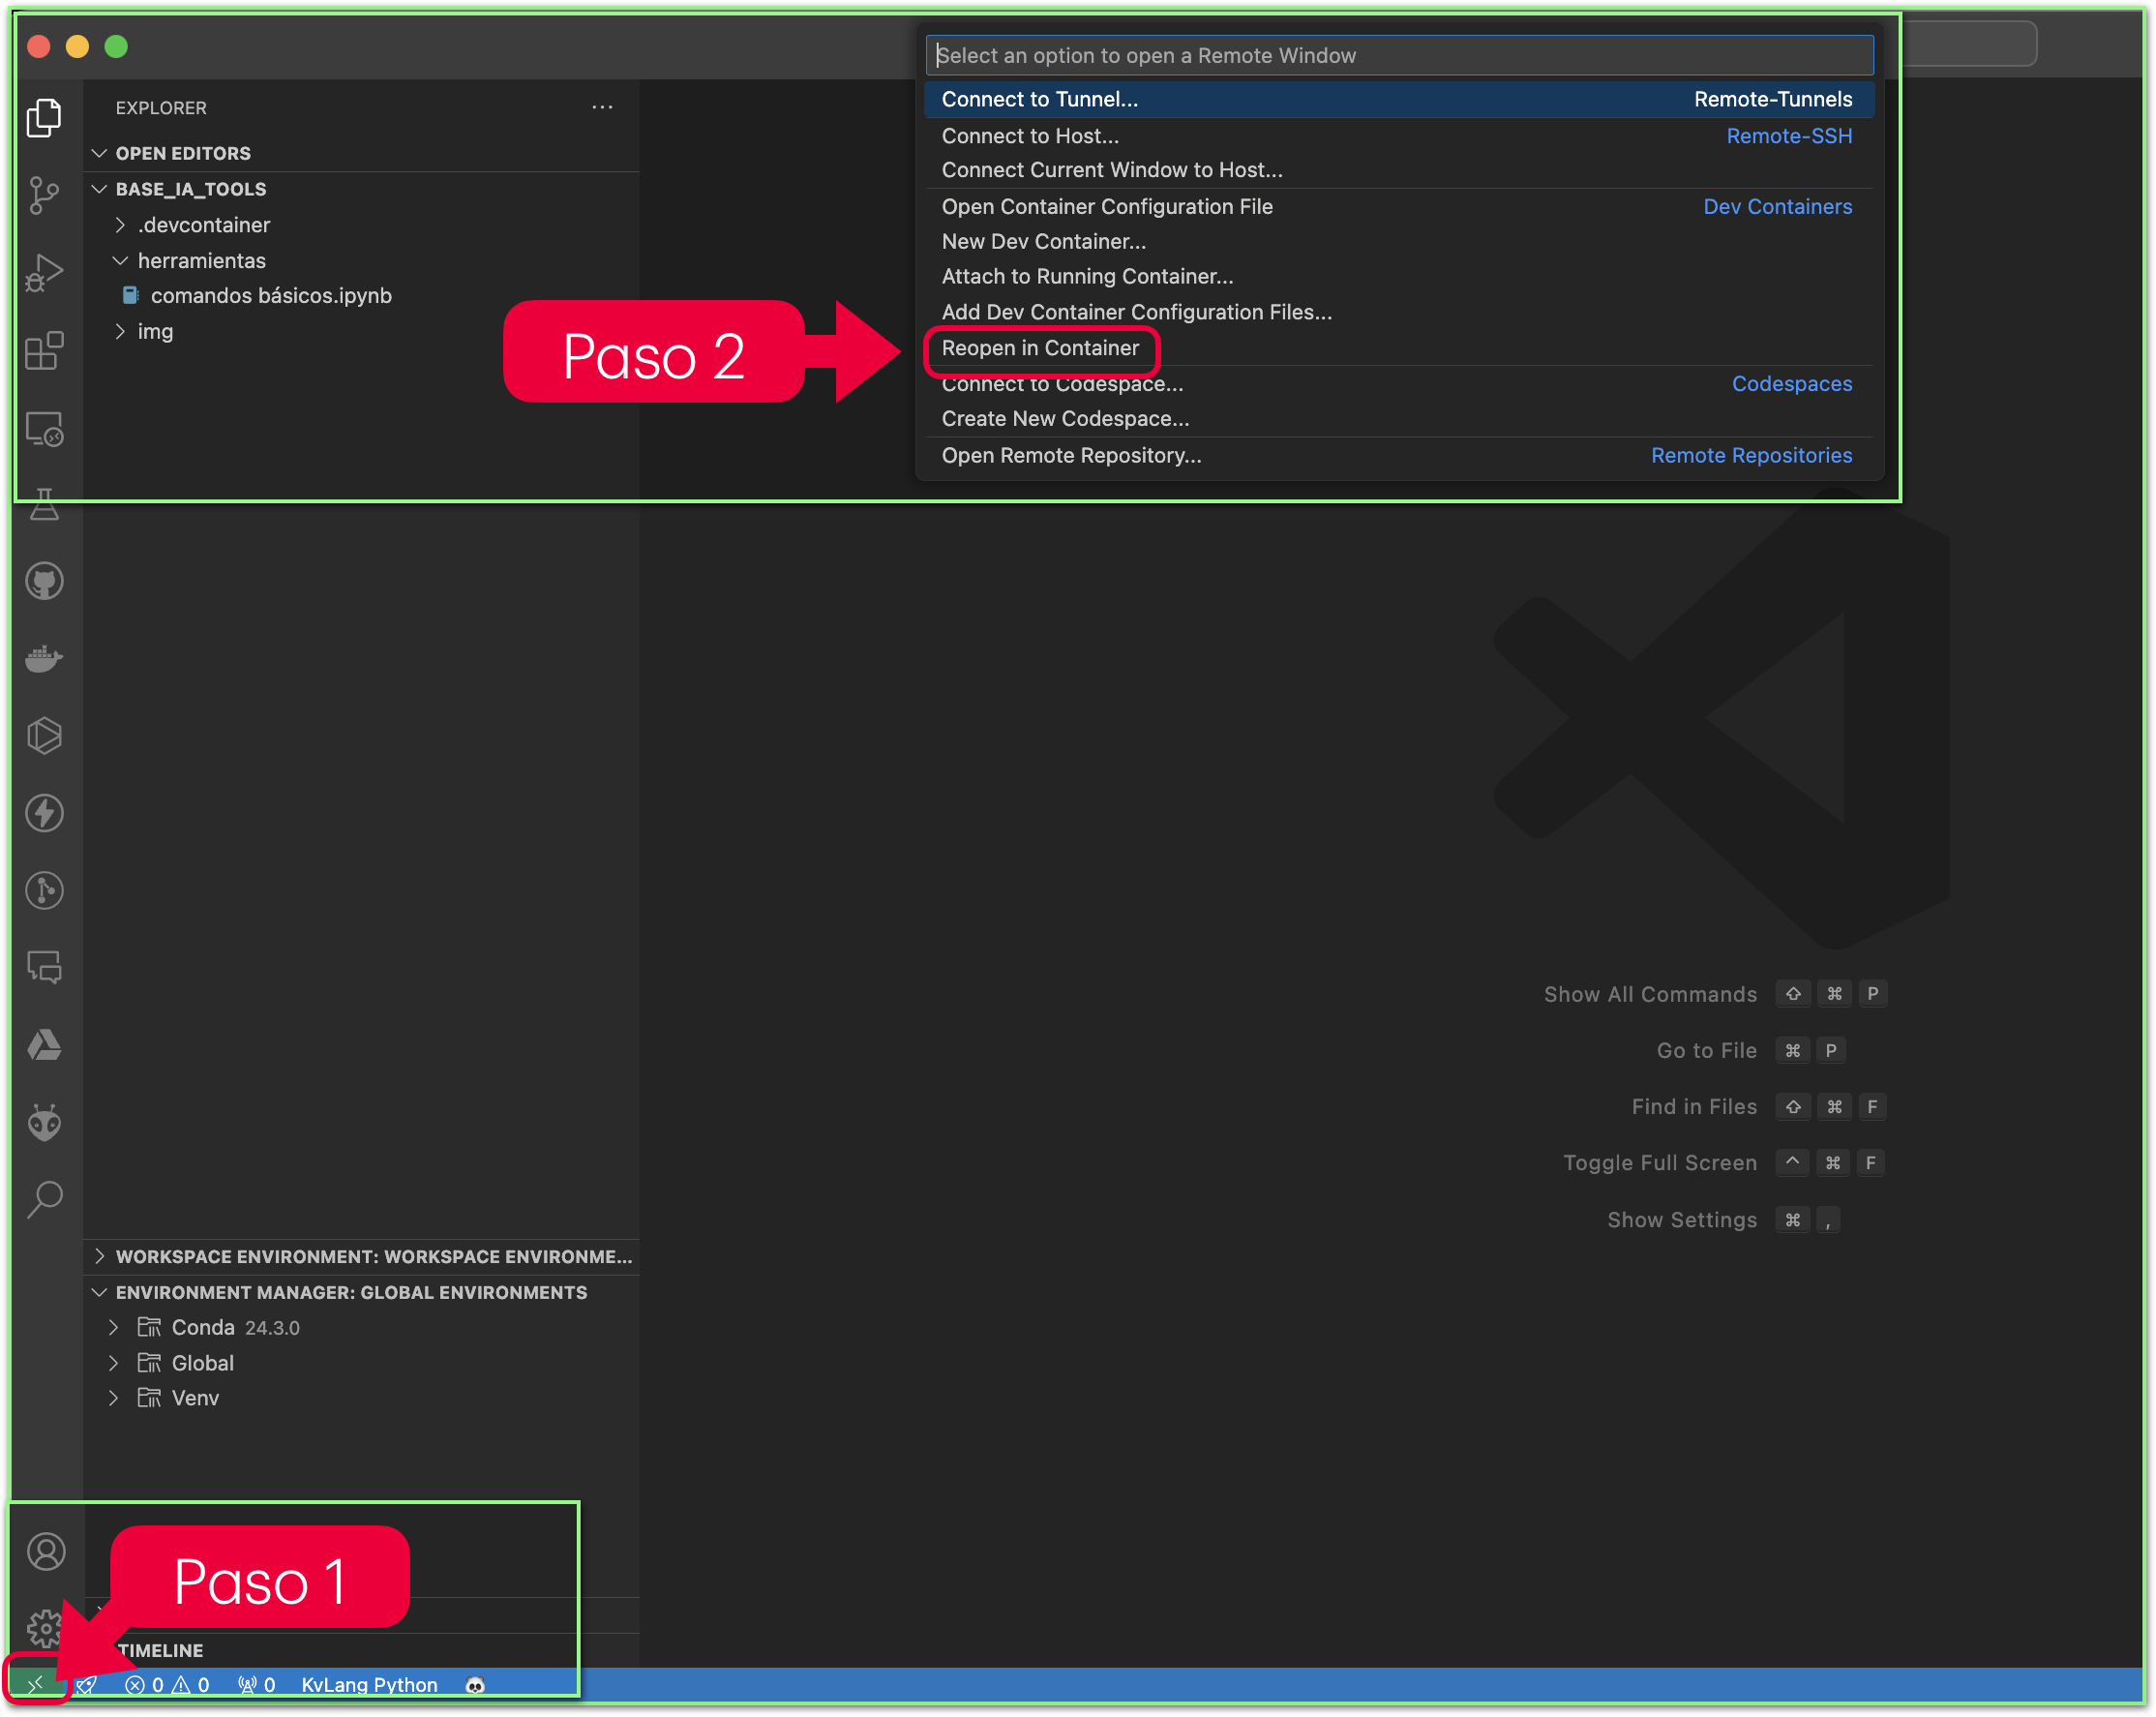 Select an option to open a Remote Window
Connect to Tunnel... Remote-Tunnels
Connect to Host... Remote-SSH
Connect Current Window to Host...
Open Container Configuration File Dev Containers
New Dev Container...
Attach to Running Container...
Add Dev Container Configuration Files...
Reopen in Container
Connect to Codespace... Codespaces
Create New Codespace...
Open Remote Repository... Remote Repositories
EXPLORER ...
OPEN EDITORS
BASE_IA_TOOLS
.devcontainer
herramientas
comandos básicos.ipynb
img
Paso 2
Show All Commands ⇧ ⌘ P
Go to File ⌘ P
Find in Files ⇧ ⌘ F
Toggle Full Screen ^ ⌘ F
Show Settings ⌘ ,
WORKSPACE ENVIRONMENT: WORKSPACE ENVIRONME...
ENVIRONMENT MANAGER: GLOBAL ENVIRONMENTS
Conda 24.3.0
Global
Venv
Paso 1
TIMELINE
0 0 0 KvLang Python